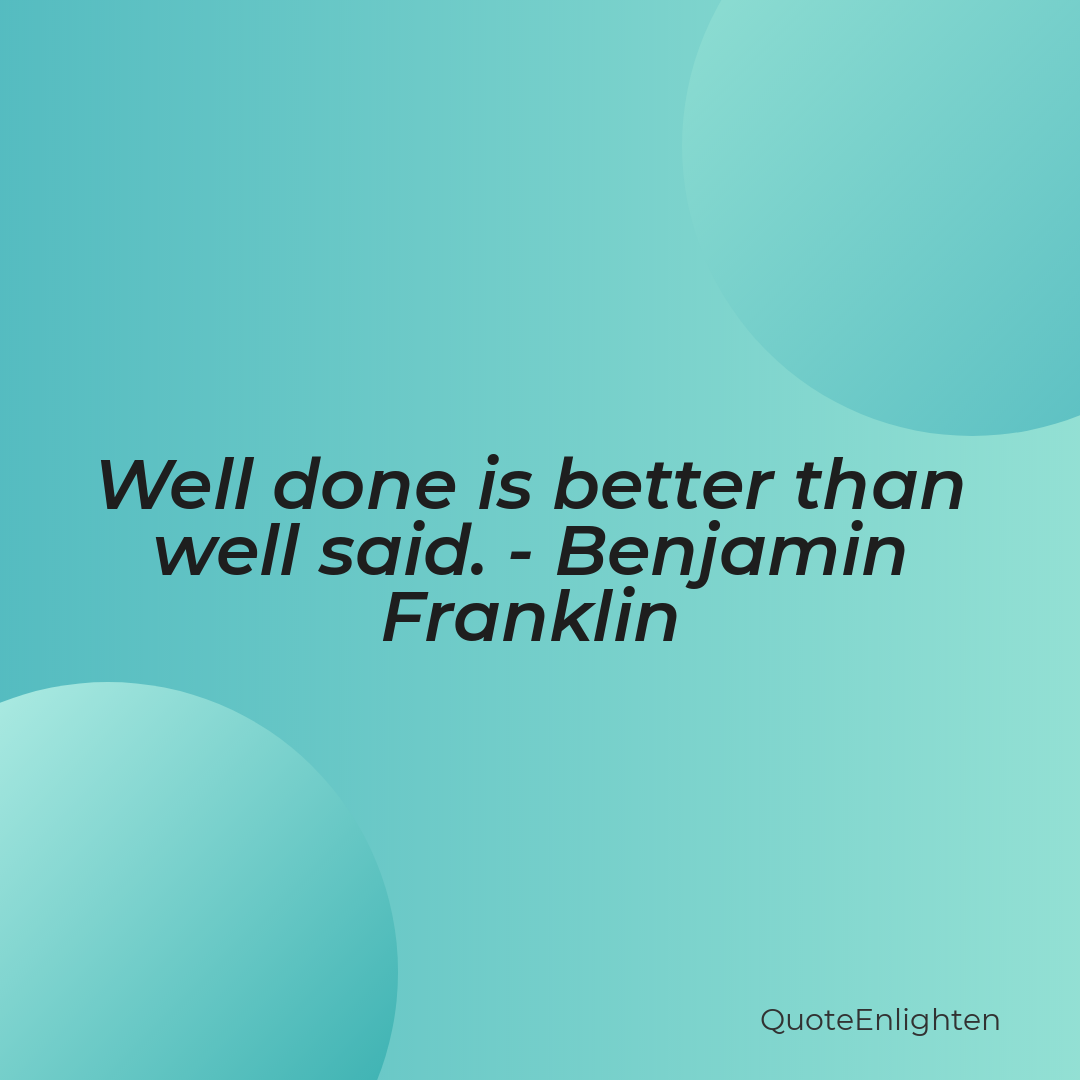 Well done is better than
well said. - Benjamin
Franklin
QuoteEnlighten